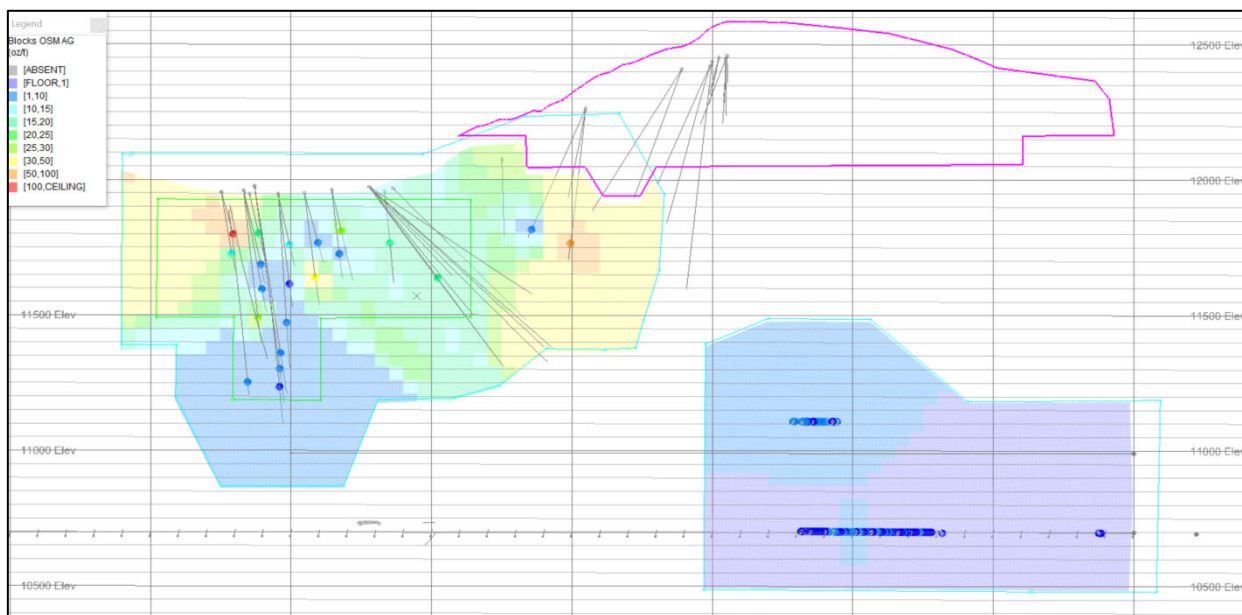 Legend
Blocks OSMAG
[oz/t]
[ABSENT]
[FLOOR,1]
[1,10]
[10,15]
[15,20]
[20,25]
[25,30]
[30,50]
[50,100]
[100,CEILING]
12500 Elev
12000 Elev
11500 Elev
11500 Elev
11000 Elev
11000 Elev
10500 Elev
10500 Elev